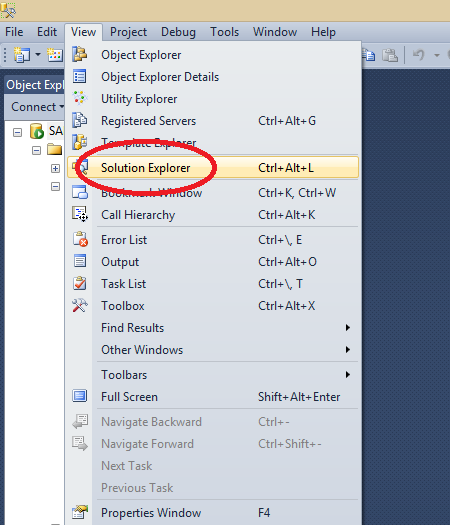 File Edit View Project Debug Tools Window Help
Object Expl
Connect
SA
Object Explorer
Object Explorer Details
Utility Explorer
Registered Servers Ctrl+Alt+G
Template Explorer
Solution Explorer Ctrl+Alt+L
Bookmark Window Ctrl+K, Ctrl+W
Call Hierarchy Ctrl+Alt+K
Error List Ctrl+\, E
Output Ctrl+Alt+O
Task List Ctrl+\, T
Toolbox Ctrl+Alt+X
Find Results
Other Windows
Toolbars
Full Screen Shift+Alt+Enter
Navigate Backward Ctrl+-
Navigate Forward Ctrl+Shift+-
Next Task
Previous Task
Properties Window F4